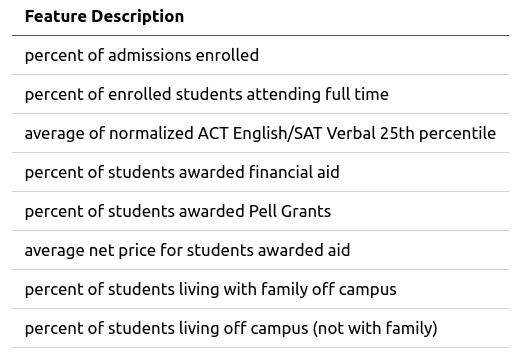 Feature Description
percent of admissions enrolled
percent of enrolled students attending full time
average of normalized ACT English/SAT Verbal 25th percentile
percent of students awarded financial aid
percent of students awarded Pell Grants
average net price for students awarded aid
percent of students living with family off campus
percent of students living off campus (not with family)